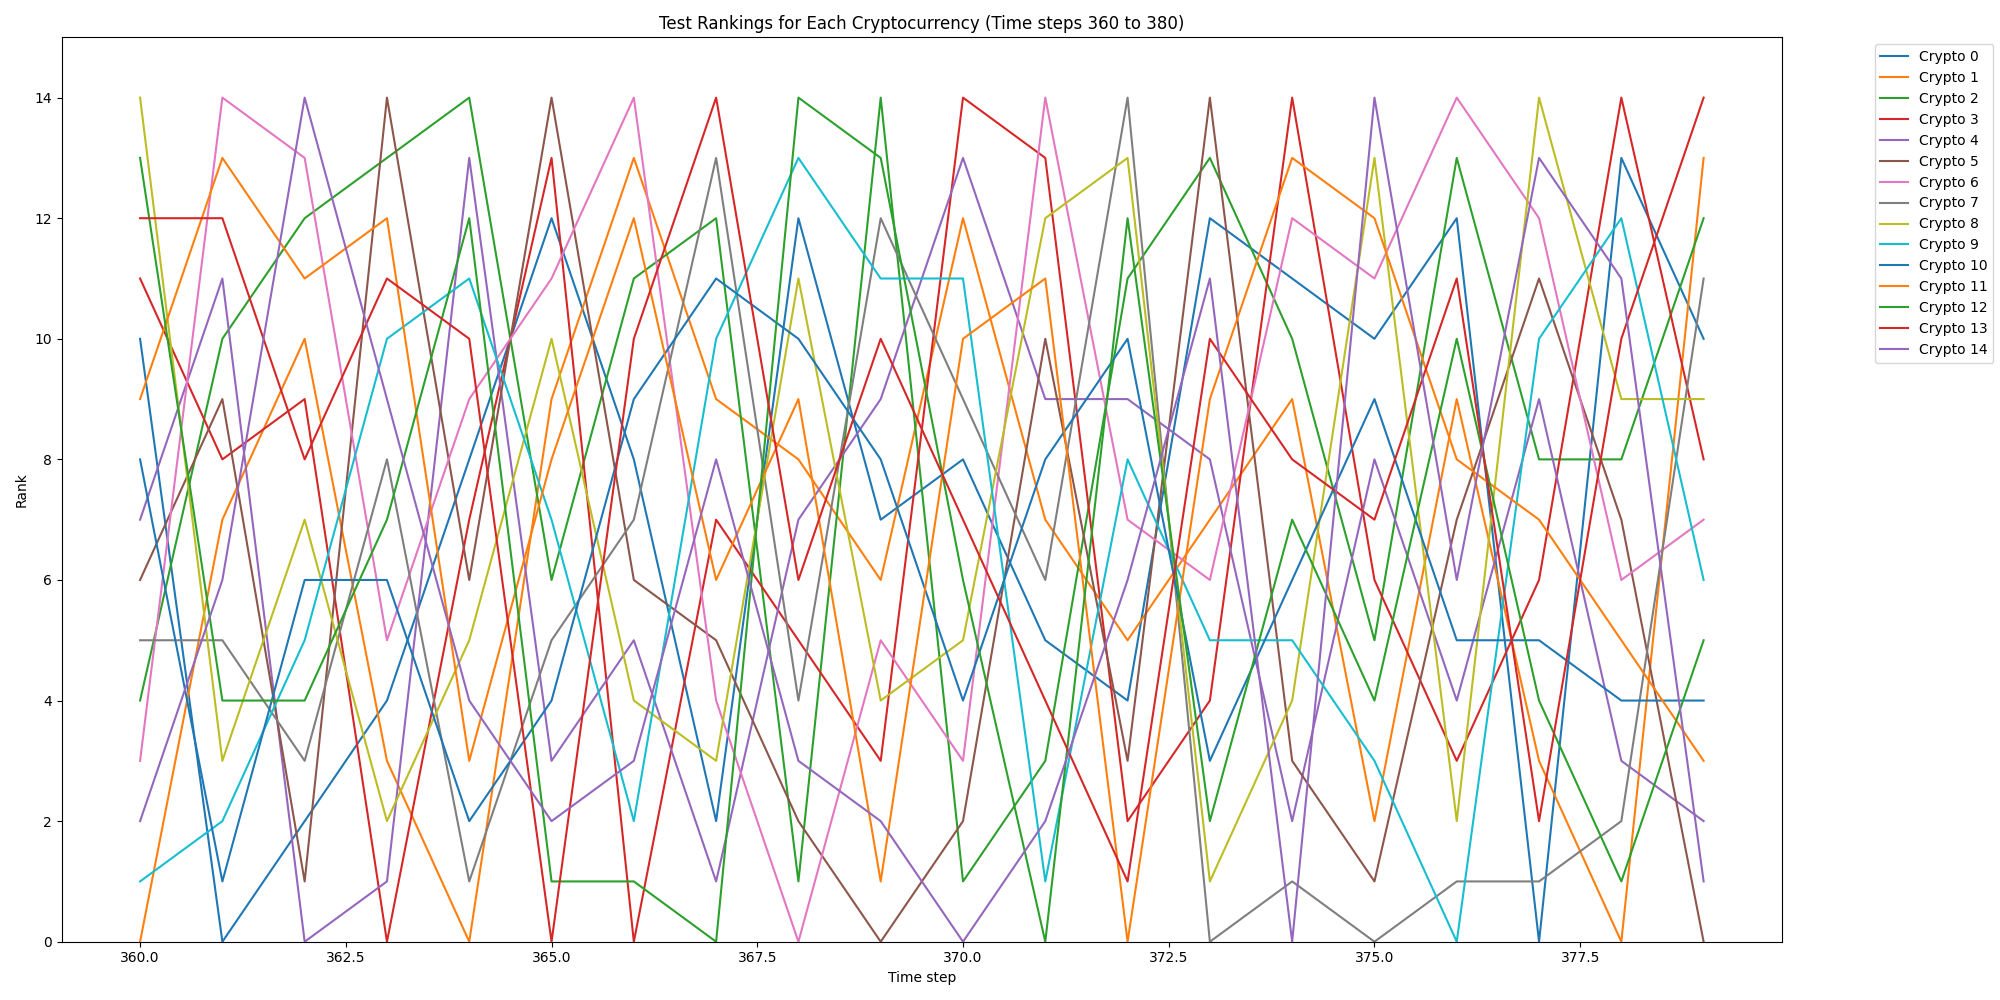 Test Rankings for Each Cryptocurrency (Time steps 360 to 380)
Rank
14
12
10
8
6
4
2
0
360.0
362.5
365.0
367.5
370.0
372.5
375.0
377.5
Time step
Crypto 0
Crypto 1
Crypto 2
Crypto 3
Crypto 4
Crypto 5
Crypto 6
Crypto 7
Crypto 8
Crypto 9
Crypto 10
Crypto 11
Crypto 12
Crypto 13
Crypto 14